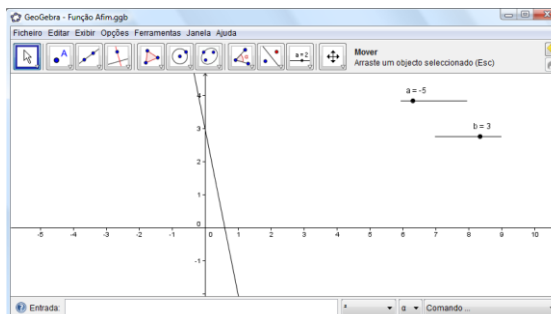 GeoGebra - Função Afim.ggb
Ficheiro Editar Exibir Opções Ferramentas Janela Ajuda
A
a=2
Mover
Arraste um objecto seleccionado (Esc)
a = -5
b = 3
4
3
2
1
0
-1
-5 -4 -3 -2 -1 0 1 2 3 4 5 6 7 8 9 10
Entrada:
α
Comando ...